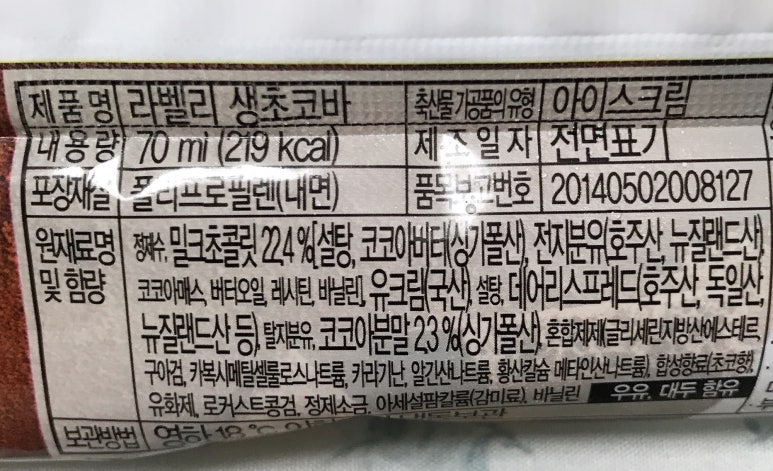 제품명 라벨리 생초코바 축산물가공품의 유형 아이스크림
내용량 70 ml (219 kcal) 제조일자 전면표기
포장재질 폴리프로필렌(내면) 품목보고번호 20140502008127
원재료명 정제수, 밀크초콜릿 22.4 %[설탕, 코코아버터(싱가폴산), 전지분유(호주산, 뉴질랜드산),
및 함량 코코아매스, 버터오일, 레시틴, 바닐린], 유크림(국산), 설탕, 데어리스프레드(호주산, 독일산,
뉴질랜드산 등), 탈지분유, 코코아분말 2.3 %(싱가폴산), 혼합제제(글리세린지방산에스테르,
구아검, 카복시메틸셀룰로스나트륨, 카라기난, 알긴산나트륨, 황산칼슘, 메타인산나트륨), 합성향료(초코향),
유화제, 로커스트콩검, 정제소금, 아세설팜칼륨(감미료), 바닐린 우유, 대두 함유
보관방법 영하 18 ℃